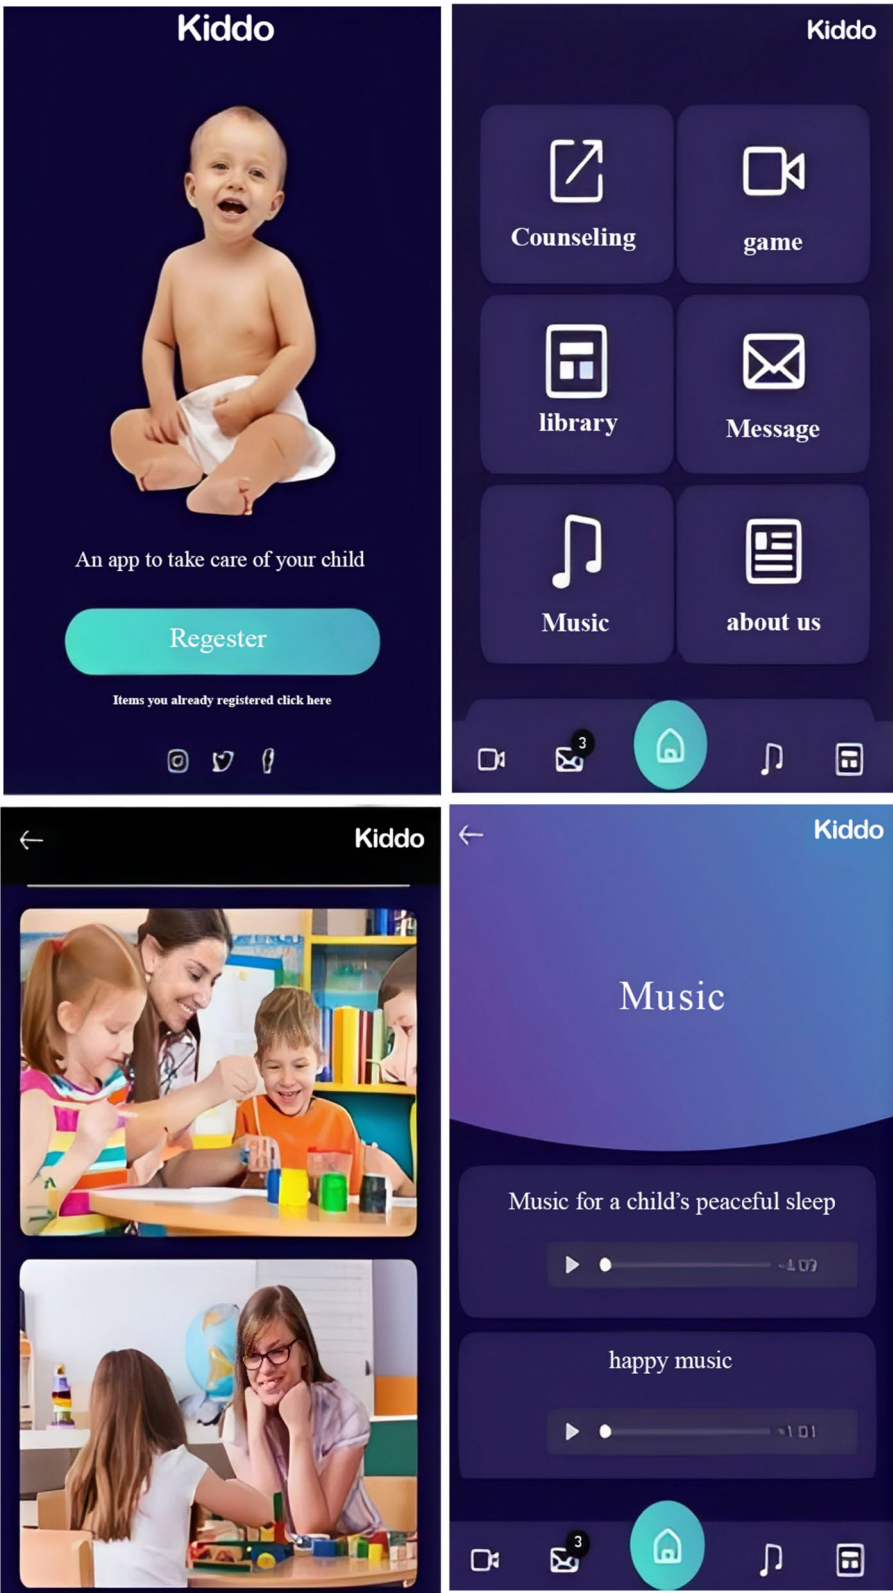 Kiddo
An app to take care of your child
Regester
Items you already registered click here
Kiddo
Counseling
game
library
Message
Music
about us
3
Kiddo
Kiddo
Music
Music for a child’s peaceful sleep
happy music
3